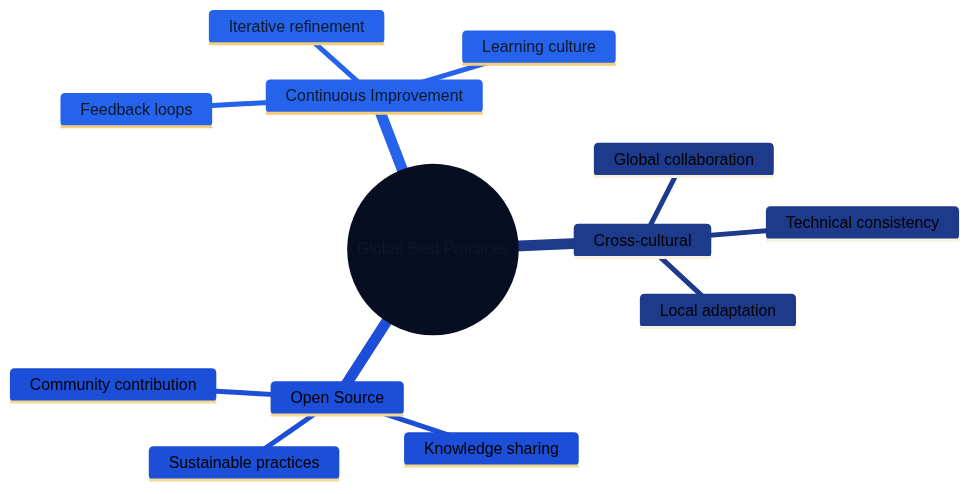 Iterative refinement
Learning culture
Continuous Improvement
Feedback loops
Global collaboration
Technical consistency
Cross-cultural
Global Best Practices
Local adaptation
Community contribution
Open Source
Knowledge sharing
Sustainable practices